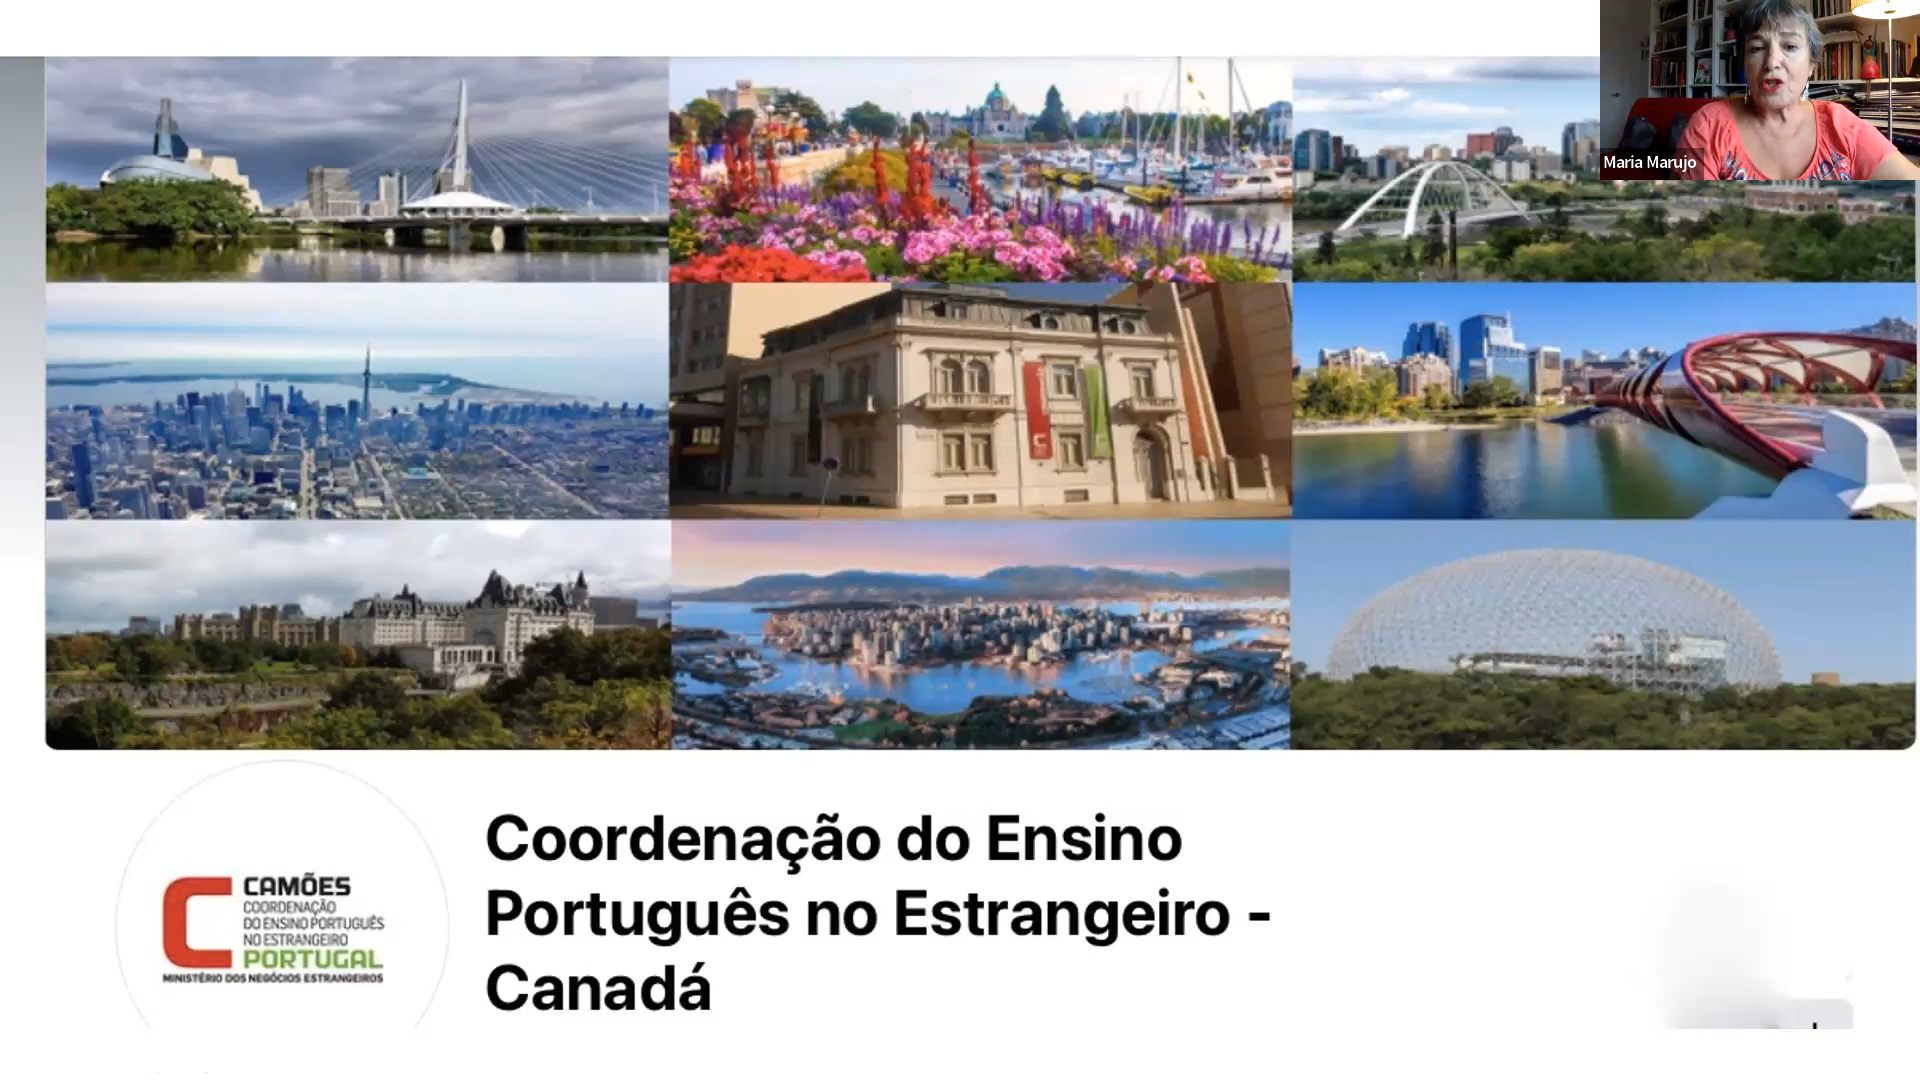 Maria Marujo
Coordenação do Ensino
Português no Estrangeiro -
Canadá
CAMÕES
COORDENAÇÃO
DO ENSINO PORTUGUÊS
NO ESTRANGEIRO
PORTUGAL
MINISTÉRIO DOS NEGÓCIOS ESTRANGEIROS